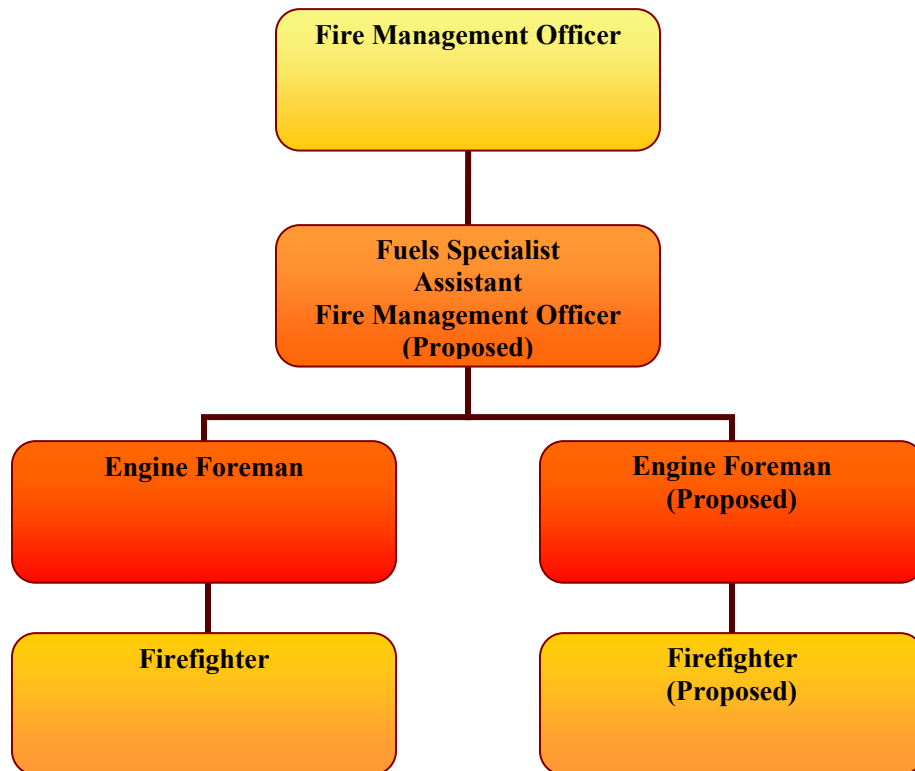 Fire Management Officer
Fuels Specialist
Assistant
Fire Management Officer
(Proposed)
Engine Foreman
Engine Foreman
(Proposed)
Firefighter
Firefighter
(Proposed)